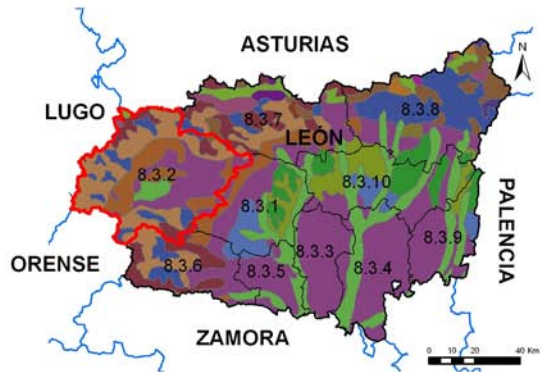 ASTURIAS
N
LUGO
8.3.7
8.3.8
LEÓN
8.3.2
8.3.10
8.3.1
PALENCIA
8.3.9
ORENSE
8.3.6
8.3.5
8.3.3
8.3.4
ZAMORA
0 10 20 40 Km